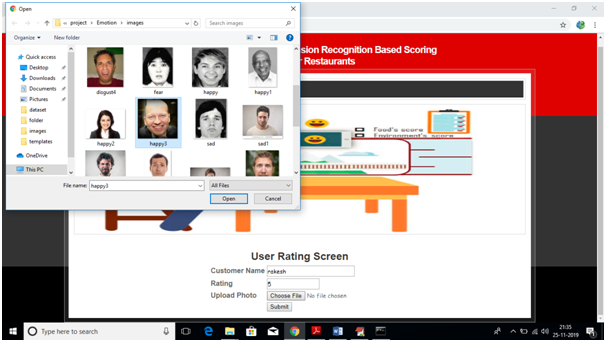 Open
project
Emotion
images
Search images
Organize
New folder
Quick access
Desktop
Downloads
Documents
Pictures
dataset
folder
images
templates
OneDrive
This PC
disgust4
fear
happy
happy1
happy2
happy3
sad
sad1
File name:
happy3
All Files
Open
Cancel
sion Recognition Based Scoring
Restaurants
Food's score
Environment's score
User Rating Screen
Customer Name rakesh
Rating 5
Upload Photo Choose File No file chosen
Submit
Type here to search
21:35
25-11-2019